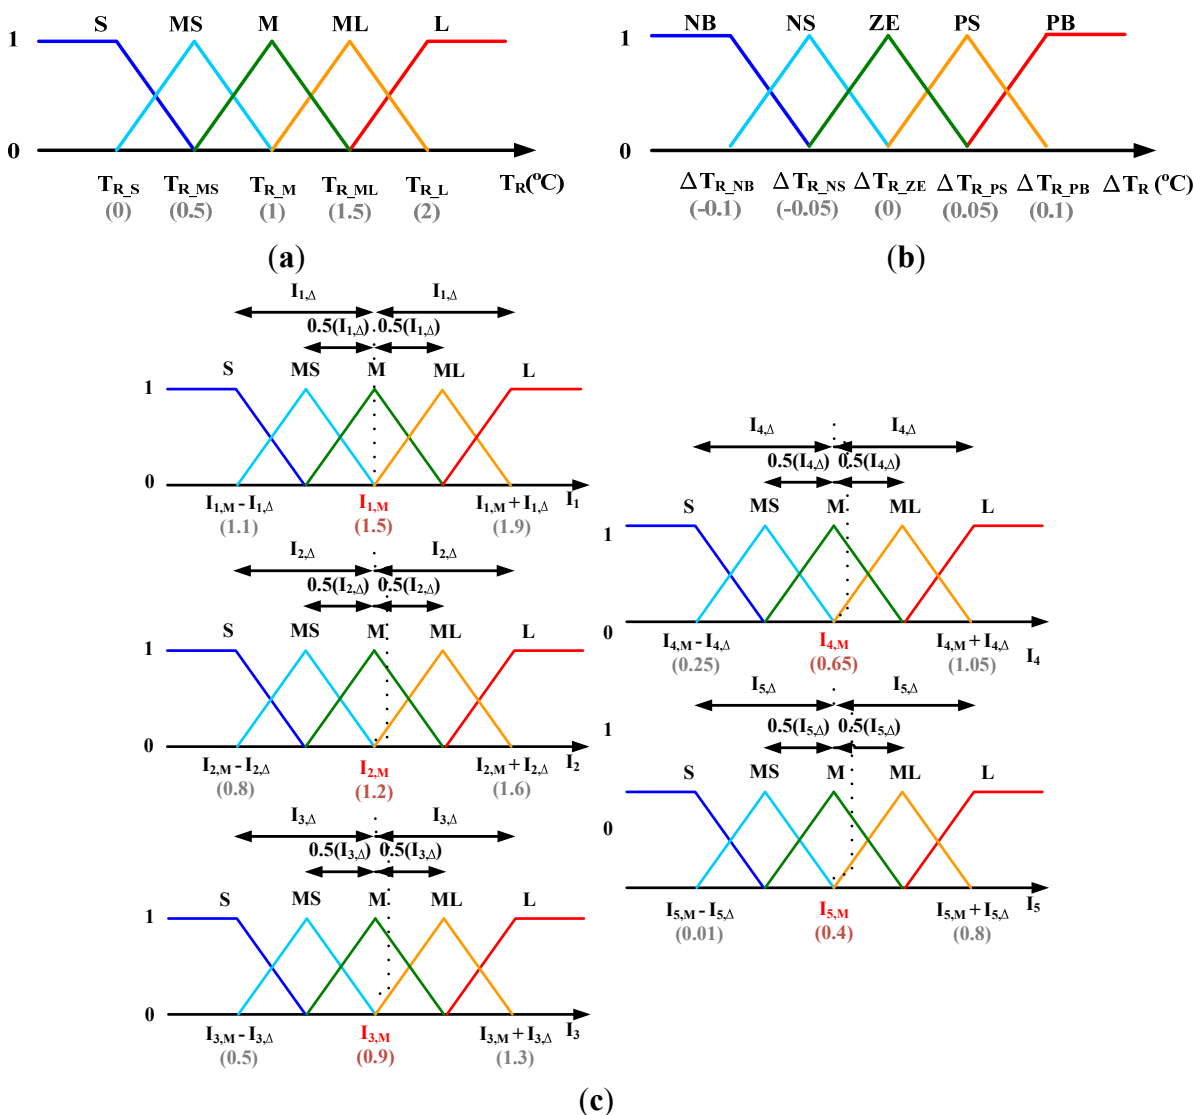 S MS M ML L
1
0
T_R_S T_R_MS T_R_M T_R_ML T_R_L T_R(ºC)
(0) (0.5) (1) (1.5) (2)
(a)
NB NS ZE PS PB
1
0
ΔT_R_NB ΔT_R_NS ΔT_R_ZE ΔT_R_PS ΔT_R_PB ΔT_R (ºC)
(-0.1) (-0.05) (0) (0.05) (0.1)
(b)
I1,Δ I1,Δ
0.5(I1,Δ) 0.5(I1,Δ)
S MS M ML L
1
0
I1,M - I1,Δ I1,M I1,M + I1,Δ I1
(1.1) (1.5) (1.9)
I2,Δ I2,Δ
0.5(I2,Δ) 0.5(I2,Δ)
S MS M ML L
1
0
I2,M - I2,Δ I2,M I2,M + I2,Δ I2
(0.8) (1.2) (1.6)
I3,Δ I3,Δ
0.5(I3,Δ) 0.5(I3,Δ)
S MS M ML L
1
0
I3,M - I3,Δ I3,M I3,M + I3,Δ I3
(0.5) (0.9) (1.3)
I4,Δ I4,Δ
0.5(I4,Δ) 0.5(I4,Δ)
S MS M ML L
1
0
I4,M - I4,Δ I4,M I4,M + I4,Δ I4
(0.25) (0.65) (1.05)
I5,Δ I5,Δ
0.5(I5,Δ) 0.5(I5,Δ)
1
S MS M ML L
0
I5,M - I5,Δ I5,M I5,M + I5,Δ I5
(0.01) (0.4) (0.8)
(c)